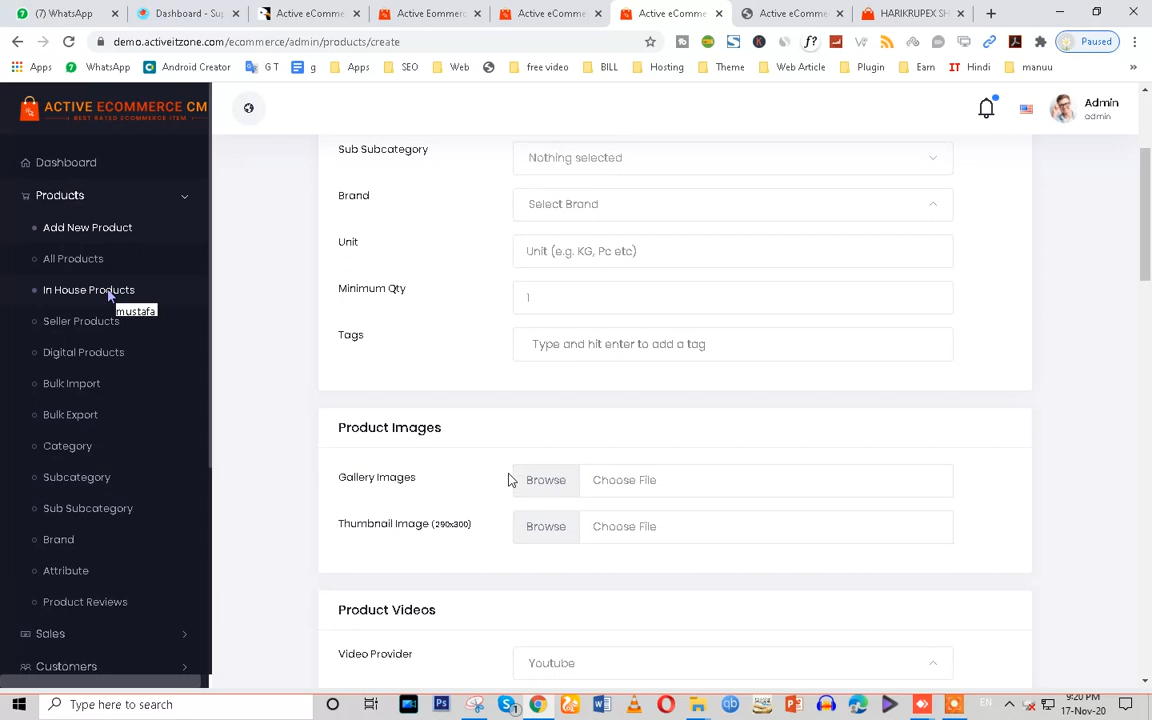 WhatsApp
Dashboard - Sup
Active eComme
Active Eommerc
Active eComme
Active eComme
Active eComme
HARIKRUPEX SH
demo.activeitzone.com/ecommerce/admin/products/create
Paused
Apps
WhatsApp
Android Creator
G T
g
Apps
SEO
Web
free video
BILL
Hosting
Theme
Web Article
Plugin
Earn
IT Hindi
manuu
ACTIVE ECOMMERCE CM
BEST RATED ECOMMERCE ITEM
Admin
admin
Dashboard
Products
Add New Product
All Products
In House Products
mustafa
Seller Products
Digital Products
Bulk Import
Bulk Export
Category
Subcategory
Sub Subcategory
Brand
Attribute
Product Reviews
Sales
Customers
Sub Subcategory
Nothing selected
Brand
Select Brand
Unit
Unit (e.g. KG, Pc etc)
Minimum Qty
1
Tags
Type and hit enter to add a tag
Product Images
Gallery Images
Browse
Choose File
Thumbnail Image (290x300)
Browse
Choose File
Product Videos
Video Provider
Youtube
Type here to search
EN
9:20 PM
17-Nov-20